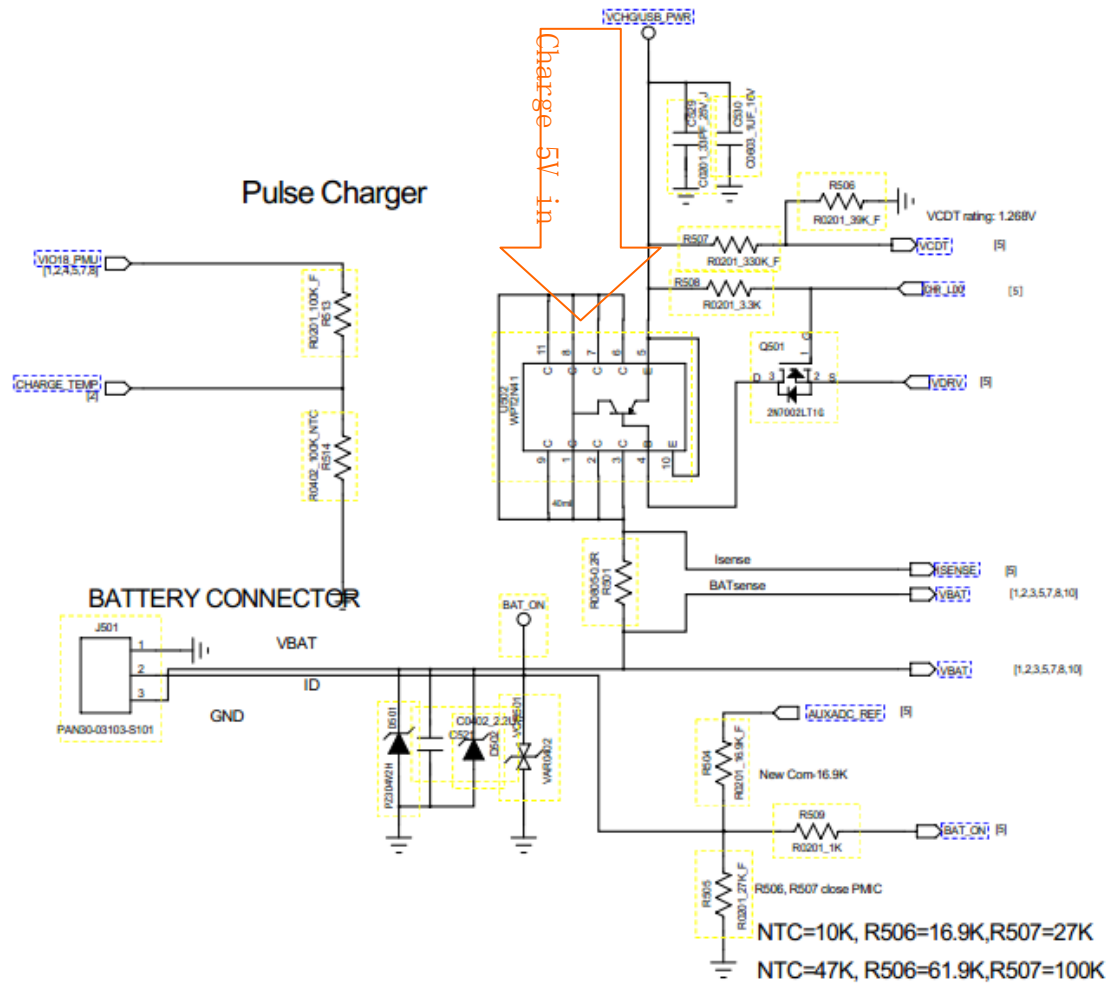 VCHG/USB_PWR
Charge 5V in
C529
C0201_33PF_25V_J
C530
C0603_1UF_16V
Pulse Charger
R506
R0201_39K_F
VCDT rating: 1.268V
R507
R0201_330K_F
VCDT
[5]
VIO18_PMU
[1,2,4,5,7,8]
R508
R0201_3.3K
CHR_LDO
[5]
R0201_100K_F
R513
Q501
G
1
D 3
2 S
2N7002LT1G
VDRV
[5]
CHARGE_TEMP
[4]
11 8 7 6 5
C C C C E
U502
WPT2N41
C C C C B E
9 1 2 3 4 10
R0402_100K_NTC
R514
40mil
R0805-0.2R
R501
Isense
ISENSE
[5]
BATsense
VBAT
[1,2,3,5,7,8,10]
BATTERY CONNECTOR
BAT_ON
J501
1
2
3
VBAT
ID
GND
PAN30-03103-S101
VBAT
[1,2,3,5,7,8,10]
AUXADC_REF
[5]
D501
PZ3D4V2H
C521
D502
VAR0402
R504
R0201_16.9K_F
New Com-16.9K
R509
R0201_1K
BAT_ON
[5]
R505
R0201_27K_F
R506, R507 close PMIC
NTC=10K, R506=16.9K,R507=27K
NTC=47K, R506=61.9K,R507=100K